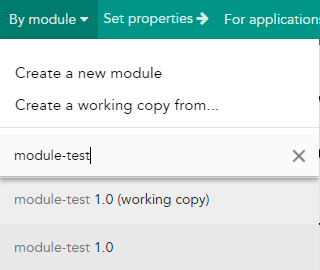 By module Set properties For applications
Create a new module
Create a working copy from...
module-test
module-test 1.0 (working copy)
module-test 1.0